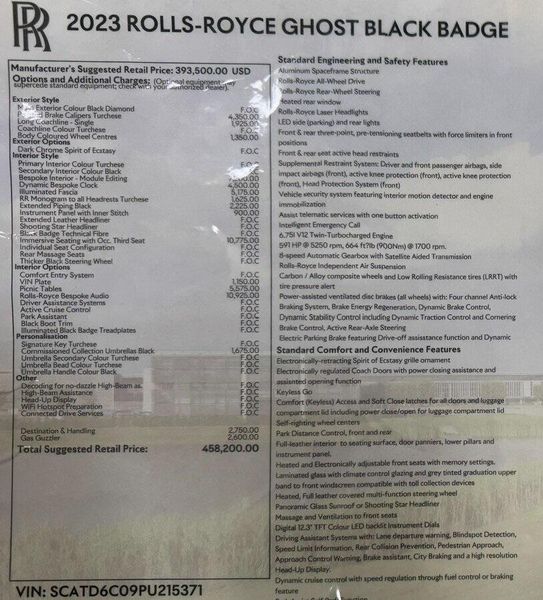 RR
2023 ROLLS-ROYCE GHOST BLACK BADGE
Manufacturer's Suggested Retail Price: 393,500.00 USD
Options and Additional Charges: (Optional equipment may
supercede standard equipment; check with your authorized dealer).
Exterior Style
Main Exterior Colour Black Diamond F.O.C
Painted Brake Calipers Turchese 4,350.00
Long Coachline - Single 1,925.00
Coachline Colour Turchese F.O.C
Body Coloured Wheel Centres 1,350.00
Exterior Options
Dark Chrome Spirit of Ecstasy F.O.C
Interior Style
Primary Interior Colour Turchese F.O.C
Secondary Interior Colour Black F.O.C
Bespoke Interior - Module Editing
Dynamic Bespoke Clock 4,500.00
Illuminated Fascia 5,175.00
RR Monogram to all Headrests Turchese 1,625.00
Extended Piping Black 2,225.00
Instrument Panel with Inner Stitch 900.00
Extended Leather Headliner F.O.C
Shooting Star Headliner F.O.C
Black Badge Technical Fibre F.O.C
Immersive Seating with Occ. Third Seat 10,775.00
Individual Seat Configuration F.O.C
Rear Massage Seats F.O.C
Thicker Black Steering Wheel F.O.C
Interior Options
Comfort Entry System F.O.C
VIN Plate 1,150.00
Picnic Tables 5,575.00
Rolls-Royce Bespoke Audio 10,925.00
Driver Assistance Systems F.O.C
Active Cruise Control F.O.C
Park Assistant F.O.C
Black Boot Trim F.O.C
Illuminated Black Badge Treadplates F.O.C
Personalisation
Signature Key Turchese F.O.C
Commissioned Collection Umbrellas Black 1,675.00
Umbrella Secondary Colour Turchese F.O.C
Umbrella Bead Colour Turchese F.O.C
Umbrella Handle Colour Black F.O.C
Other
Decoding for no-dazzle High-Beam as. F.O.C
High-Beam Assistance F.O.C
Head-Up Display F.O.C
WiFi Hotspot Preparation F.O.C
Connected Drive Services F.O.C
Destination & Handling 2,750.00
Gas Guzzler 2,600.00
Total Suggested Retail Price: 458,200.00
VIN: SCATD6C09PU215371
Standard Engineering and Safety Features
Aluminum Spaceframe Structure
Rolls-Royce All-Wheel Drive
Rolls-Royce Rear-Wheel Steering
Heated rear window
Rolls-Royce Laser Headlights
LED side (parking) and rear lights
Front & rear three-point, pre-tensioning seatbelts with force limiters in front
positions
Front & rear seat active head restraints
Supplemental Restraint System: Driver and front passenger airbags, side
impact airbags (front), active knee protection (front), active knee protection
(front), Head Protection System (front)
Vehicle security system featuring interior motion detector and engine
immobilization
Assist telematic services with one button activation
Intelligent Emergency Call
6.75l V12 Twin-Turbocharged Engine
591 HP @ 5250 rpm, 664 ft?lb (900Nm) @ 1700 rpm.
8-speed Automatic Gearbox with Satellite Aided Transmission
Rolls-Royce Independent Air Suspension
Carbon / Alloy composite wheels and Low Rolling resistance Tires (LRRT) with
tire pressure alert
Power-assisted ventilated disc brakes (all wheels) with: Four channel Anti-lock
Braking System, Brake Energy Regeneration, Dynamic Brake Control,
Dynamic Stability Control including Dynamic Traction Control and Cornering
Brake Control, Active Rear-Axle Steering
Electric Parking Brake featuring Drive-off assistance function and Dynamic
Standard Comfort and Convenience Features
Electronically-retracting Spirit of Ecstasy grille ornament
Electronically regulated Coach Doors with power closing assistance and
assisted opening function
Keyless Go
Comfort (Keyless) Access and Soft Close latches for all doors and luggage
compartment lid including power close/open for luggage compartment lid
Self-righting wheel centers
Park Distance Control, front and rear
Full-leather interior to seating surface, door panniers, lower pillars and
instrument panel.
Heated and Electronically adjustable front seats with memory settings.
Laminated glass with climate control glazing and grey tinted graduation upper
band to front windscreen compatible with toll collection devices
Heated, Full leather covered multi-function steering wheel
Panoramic Glass Sunroof or Shooting Star Headliner
Massage and Ventilation to front seats
Digital 12.3" TFT Colour LED backlit Instrument Dials
Driving Assistant Systems with: Lane departure warning, Blindspot Detection,
Speed Limit Information, Rear Collision Prevention, Pedestrian Approach,
Approach Control Warning, Brake assistant, City Braking and a high resolution
Head-Up Display.
Dynamic cruise control with speed regulation through fuel control or braking
feature